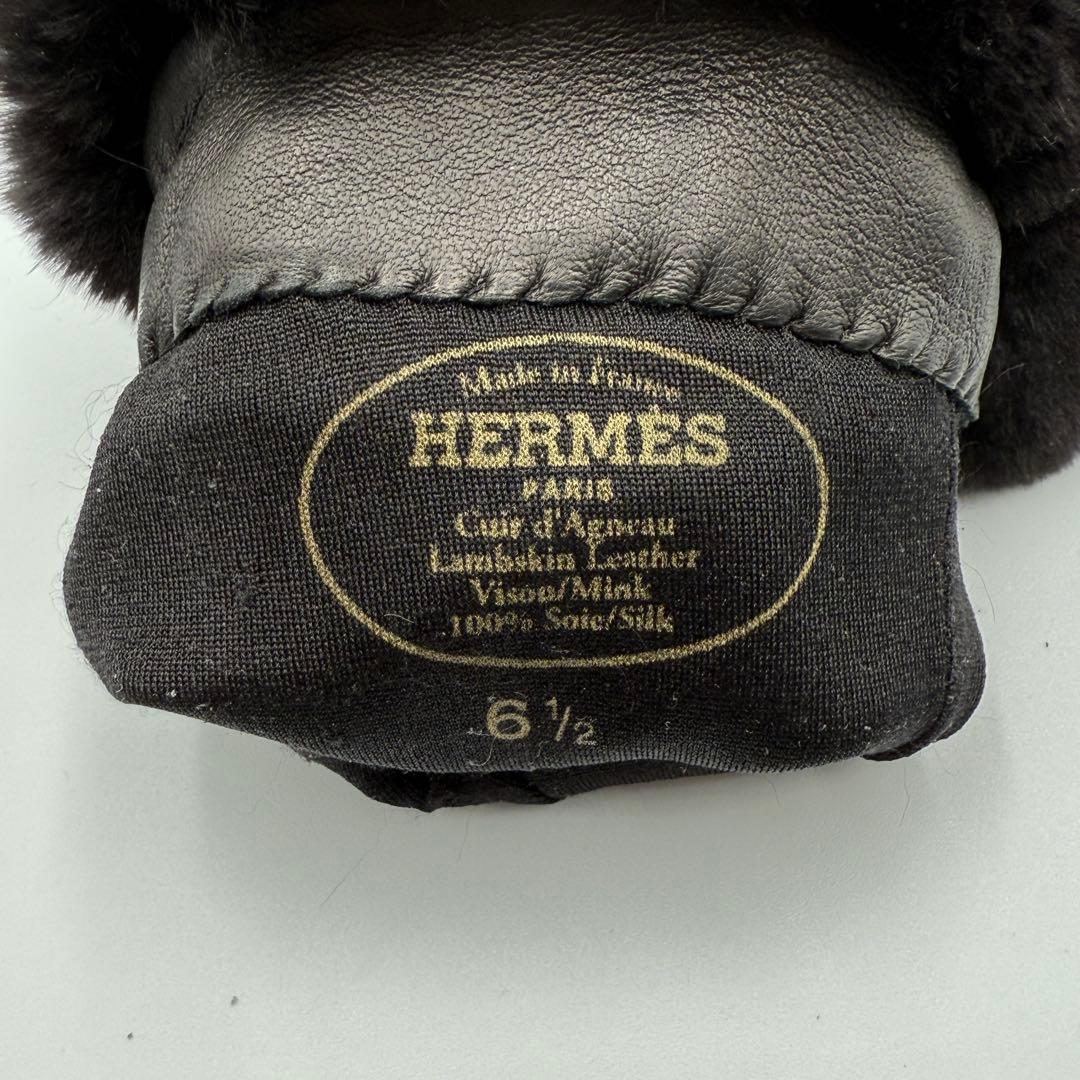 Made in France
HERMÈS
PARIS
Cuir d'Agneau
Lambskin Leather
Vison/Mink
100% Soie/Silk
6 ½